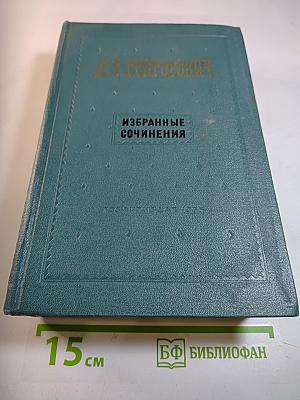 Д. В. ГРИГОРОВИЧ
ИЗБРАННЫЕ
СОЧИНЕНИЯ
15 см
БФ БИБЛИОФАН